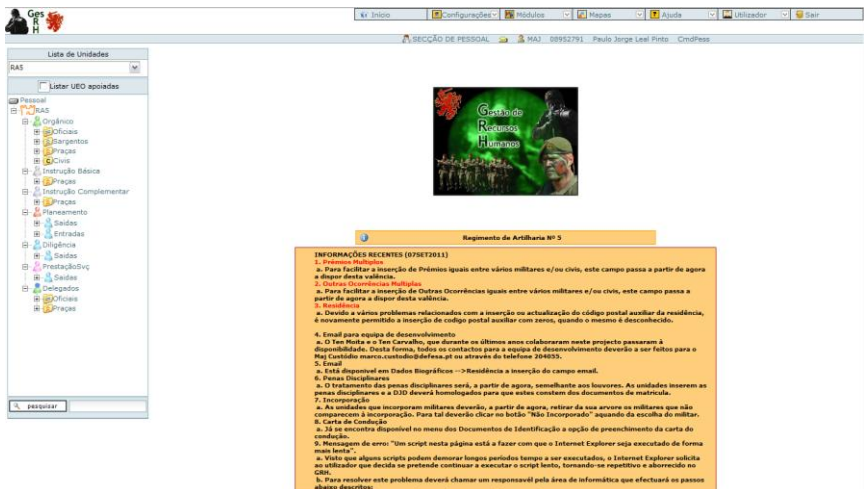 Ges
R
H
Início
Configurações
Módulos
Mapas
Ajuda
Utilizador
Sair
SECÇÃO DE PESSOAL MAJ 08952791 Paulo Jorge Leal Pinto CmdPess
Lista de Unidades
RA5
Listar UEO apoiadas
Pessoal
RA5
Orgânico
Oficiais
Sargentos
Praças
Civis
Instrução Básica
Praças
Instrução Complementar
Praças
Planeamento
Saidas
Entradas
Diligência
Saidas
PrestaçãoSvç
Saidas
Delegados
Oficiais
Praças
pesquisar
Gestão de
Recursos
Humanos
Regimento de Artilharia Nº 5
INFORMAÇÕES RECENTES (07SET2011)
1. Prémios Multiplos
a. Para facilitar a inserção de Prémios iguais entre vários militares e/ou civis, este campo passa a partir de agora
a dispor desta valência.
2. Outras Ocorrências Multiplas
a. Para facilitar a inserção de Outras Ocorrências iguais entre vários militares e/ou civis, este campo passa a
partir de agora a dispor desta valência.
3. Residência
a. Devido a vários problemas relacionados com a inserção ou actualização do código postal auxiliar da residência,
é novamente permitido a inserção de codigo postal auxiliar com zeros, quando o mesmo é desconhecido.
4. Email para equipa de desenvolvimento
a. O Ten Moita e o Ten Carvalho, que durante os últimos anos colaboraram neste projecto passaram á
disponibilidade. Desta forma, todos os contactos para a equipa de desenvolvimento deverão a ser feitos para o
Maj Custódio marco.custodio@defesa.pt ou através do telefone 204055.
5. Email
a. Está disponivel em Dados Biográficos -->Residência a inserção do campo email.
6. Penas Disciplinares
a. O tratamento das penas disciplinares será, a partir de agora, semelhante aos louvores. As unidades inserem as
penas disciplinares e a DJD deverá homologados para que estes constem dos documentos de matricula.
7. Incorporação
a. As unidades que incorporam militares deverão, a partir de agora, retirar da sua arvore os militares que não
comparecem à incorporação. Para tal deverão clicar no botão "Não Incorporado" aquando da escolha do militar.
8. Carta de Condução
a. Já se encontra disponivel no menu dos Documentos de Identificação a opção de preenchimento da carta do
condução.
9. Mensagem de erro: "Um script nesta página está a fazer com que o Internet Explorer seja executado de forma
mais lenta".
a. Visto que alguns scripts podem demorar longos períodos tempo a ser executados, o Internet Explorer solicita
ao utilizador que decida se pretende continuar a executar o script lento, tornando-se repetitivo e aborrecido no
GRH.
b. Para resolver este problema deverá chamar um responsável pela área de informática que efectuará os passos
abaixo descritos: